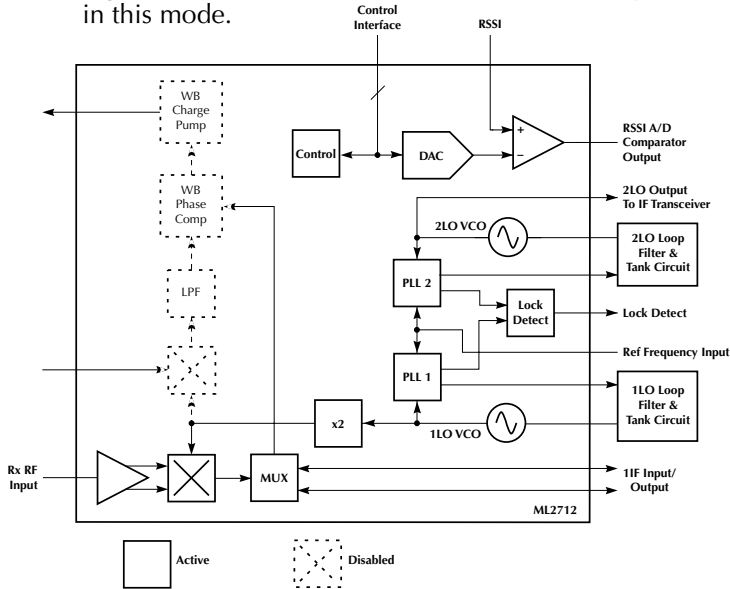 in this mode.
Control
Interface
RSSI
WB
Charge
Pump
Control
DAC
+
–
RSSI A/D
Comparator
Output
WB
Phase
Comp
2LO Output
To IF Transceiver
2LO VCO
2LO Loop
Filter &
Tank Circuit
PLL 2
LPF
Lock
Detect
Lock Detect
Ref Frequency Input
PLL 1
1LO Loop
Filter &
Tank Circuit
x2
1LO VCO
Rx RF
Input
MUX
1IF Input/
Output
ML2712
Active
Disabled